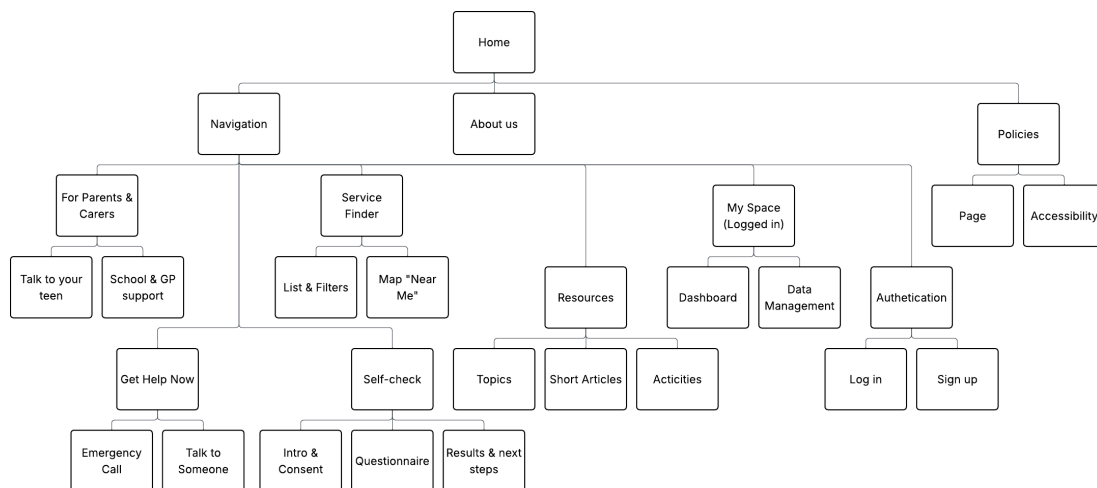 Home
Navigation
About us
Policies
For Parents &
Carers
Service
Finder
My Space
(Logged in)
Page
Accessibility
Talk to your
teen
School & GP
support
List & Filters
Map "Near
Me"
Resources
Dashboard
Data
Management
Authetication
Get Help Now
Self-check
Topics
Short Articles
Acticities
Log in
Sign up
Emergency
Call
Talk to
Someone
Intro &
Consent
Questionnaire
Results & next
steps